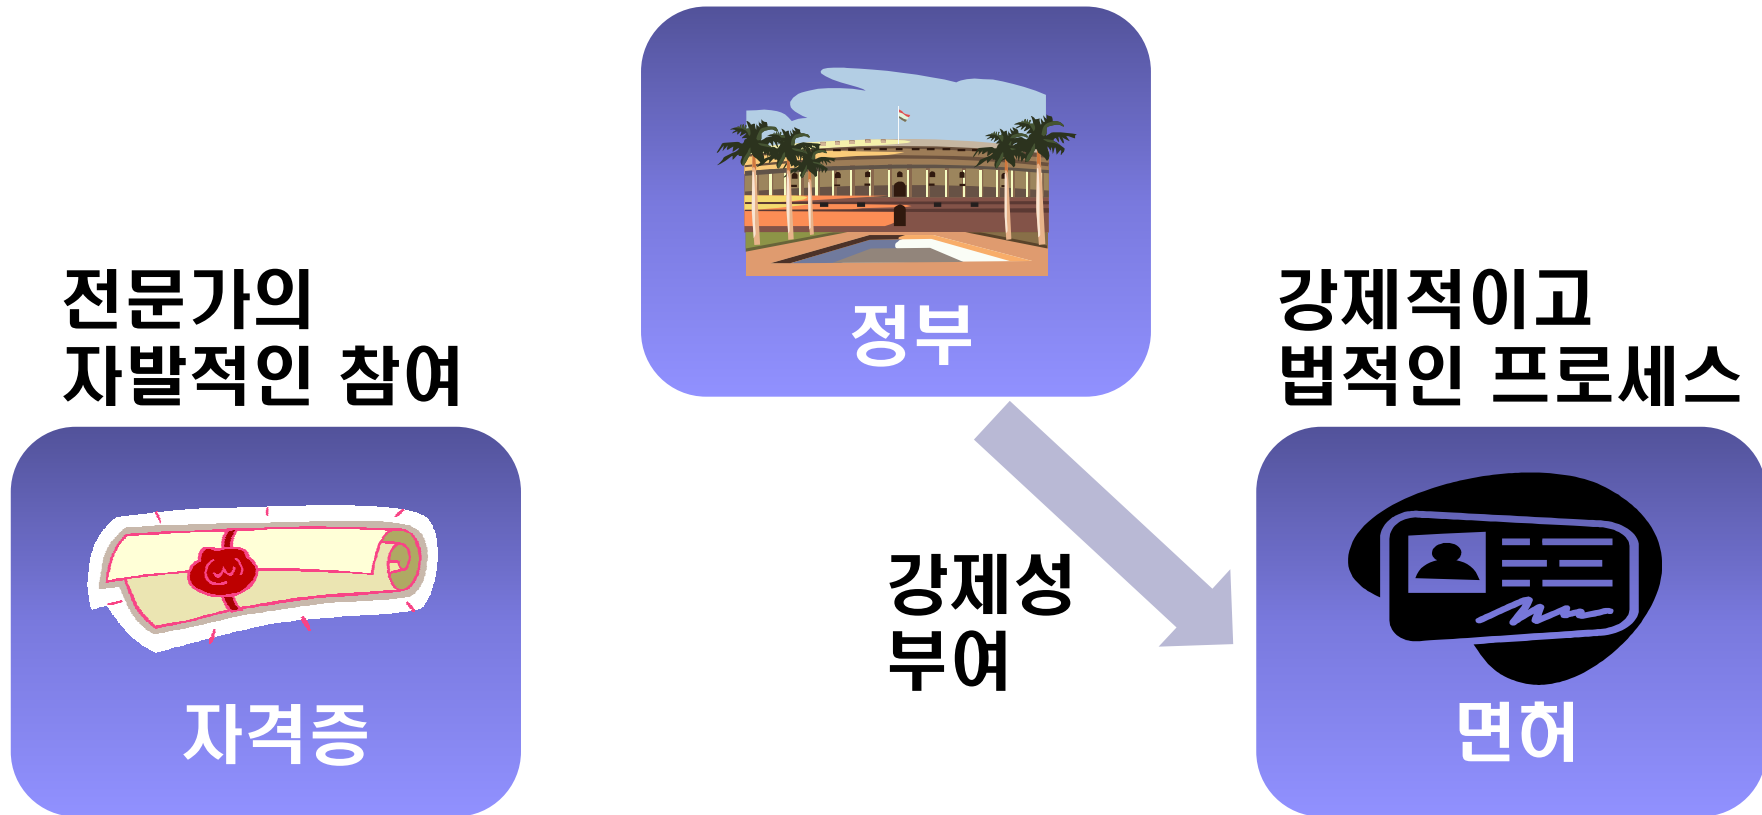 정부
전문가의
자발적인 참여
강제적이고
법적인 프로세스
강제성
부여
자격증
면허